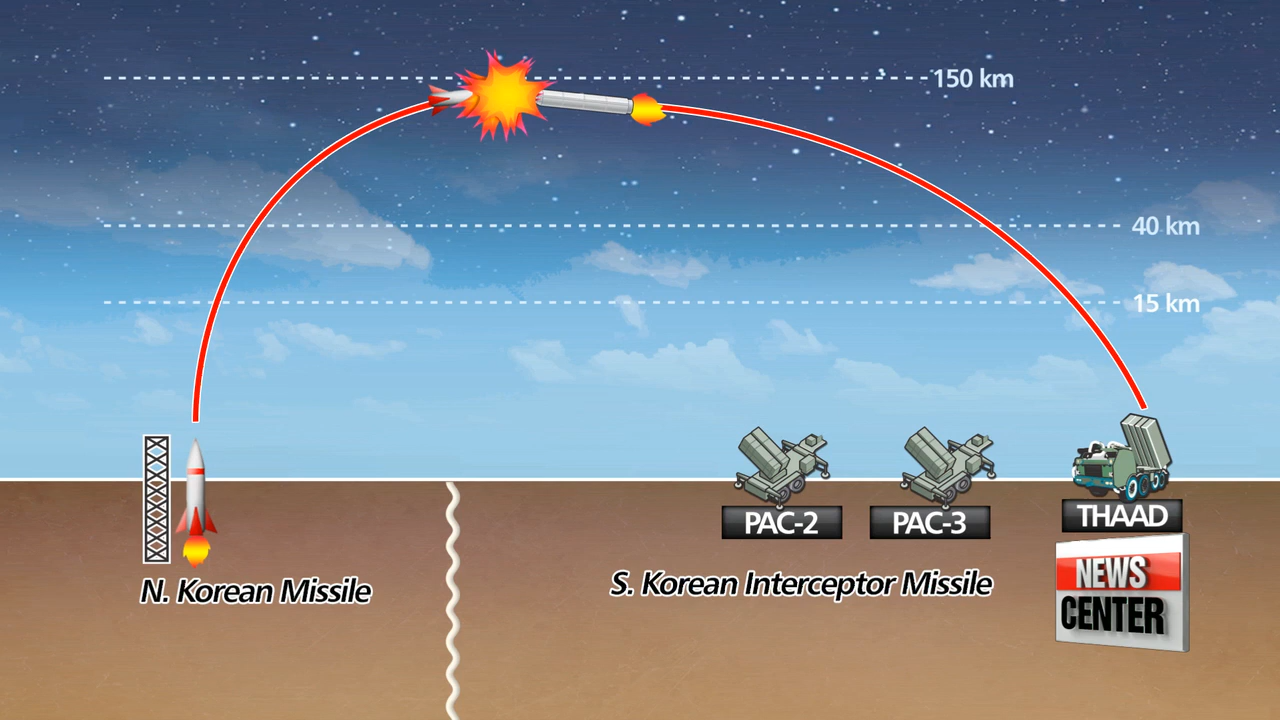 150 km
40 km
15 km
PAC-2
PAC-3
THAAD
N. Korean Missile
S. Korean Interceptor Missile
NEWS
CENTER